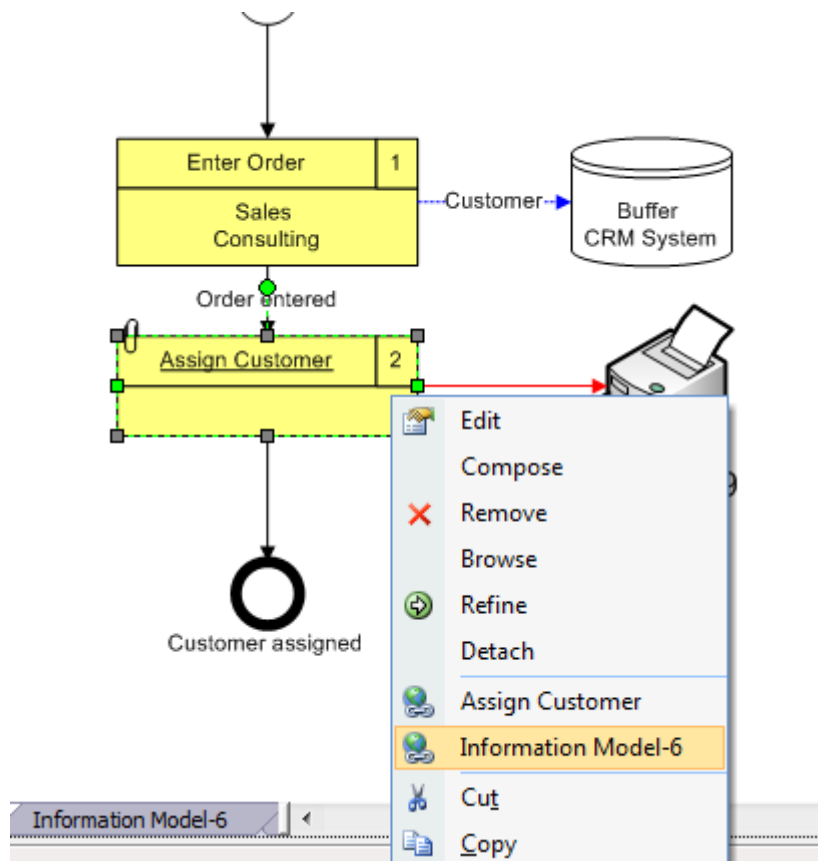 Enter Order 1
Sales
Consulting
Customer
Buffer
CRM System
Order entered
Assign Customer 2
Edit
Compose
Remove
Browse
Refine
Detach
Assign Customer
Information Model-6
Cut
Copy
Customer assigned
Information Model-6